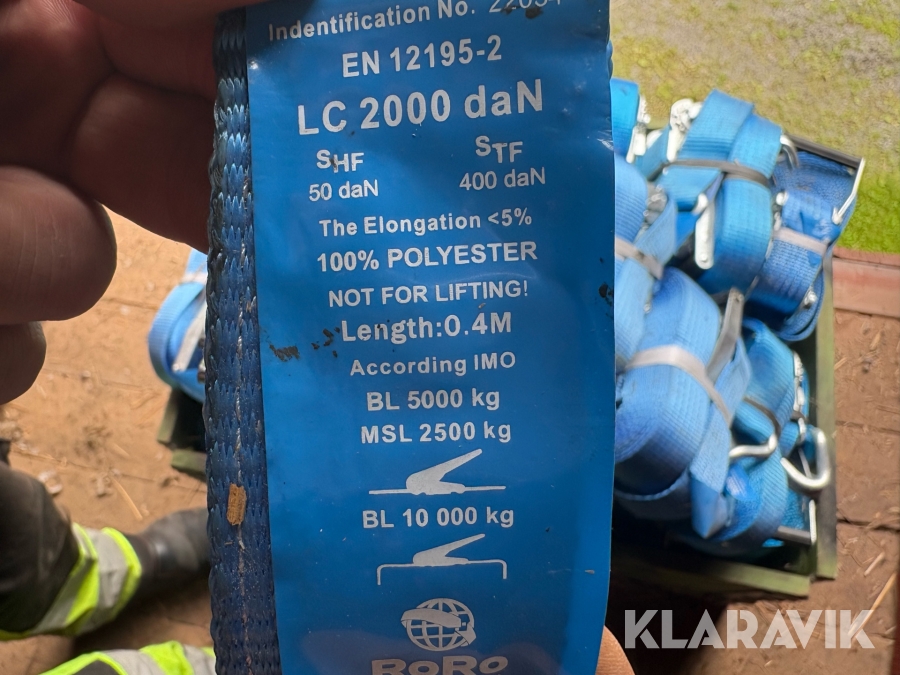 Indentification No.
EN 12195-2
LC 2000 daN
SHF STF
50 daN 400 daN
The Elongation <5%
100% POLYESTER
NOT FOR LIFTING!
Length:0.4M
According IMO
BL 5000 kg
MSL 2500 kg
BL 10 000 kg
RORO
KLARAVIK